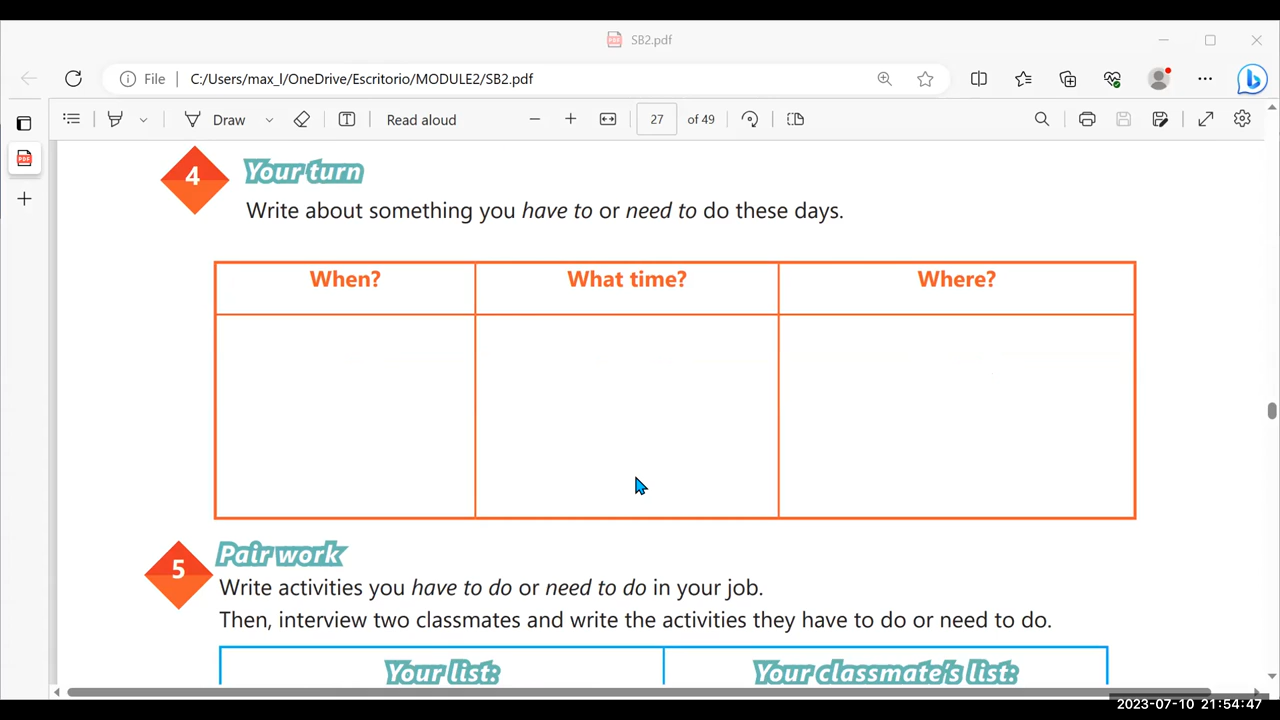 SB2.pdf
File C:/Users/max_l/OneDrive/Escritorio/MODULE2/SB2.pdf
Draw Read aloud 27 of 49
4 Your turn
Write about something you have to or need to do these days.
When? What time? Where?
5 Pair work
Write activities you have to do or need to do in your job.
Then, interview two classmates and write the activities they have to do or need to do.
Your list: Your classmate's list:
2023-07-10 21:54:47